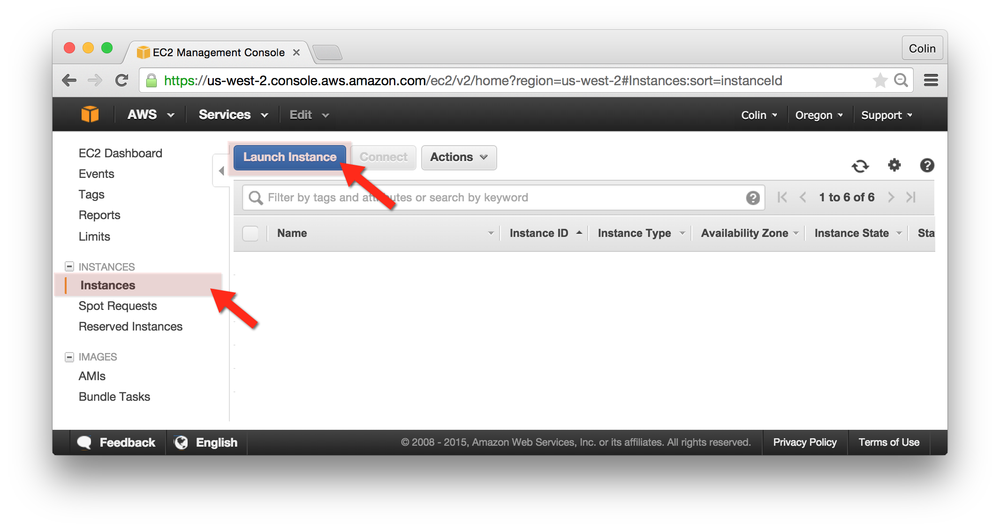 EC2 Management Console
Colin
https://us-west-2.console.aws.amazon.com/ec2/v2/home?region=us-west-2#Instances:sort=instanceId
AWS Services Edit Colin Oregon Support
EC2 Dashboard
Events
Tags
Reports
Limits
INSTANCES
Instances
Spot Requests
Reserved Instances
IMAGES
AMIs
Bundle Tasks
Launch Instance Connect Actions
Filter by tags and attributes or search by keyword 1 to 6 of 6
Name Instance ID Instance Type Availability Zone Instance State Sta
Feedback English © 2008 - 2015, Amazon Web Services, Inc. or its affiliates. All rights reserved. Privacy Policy Terms of Use